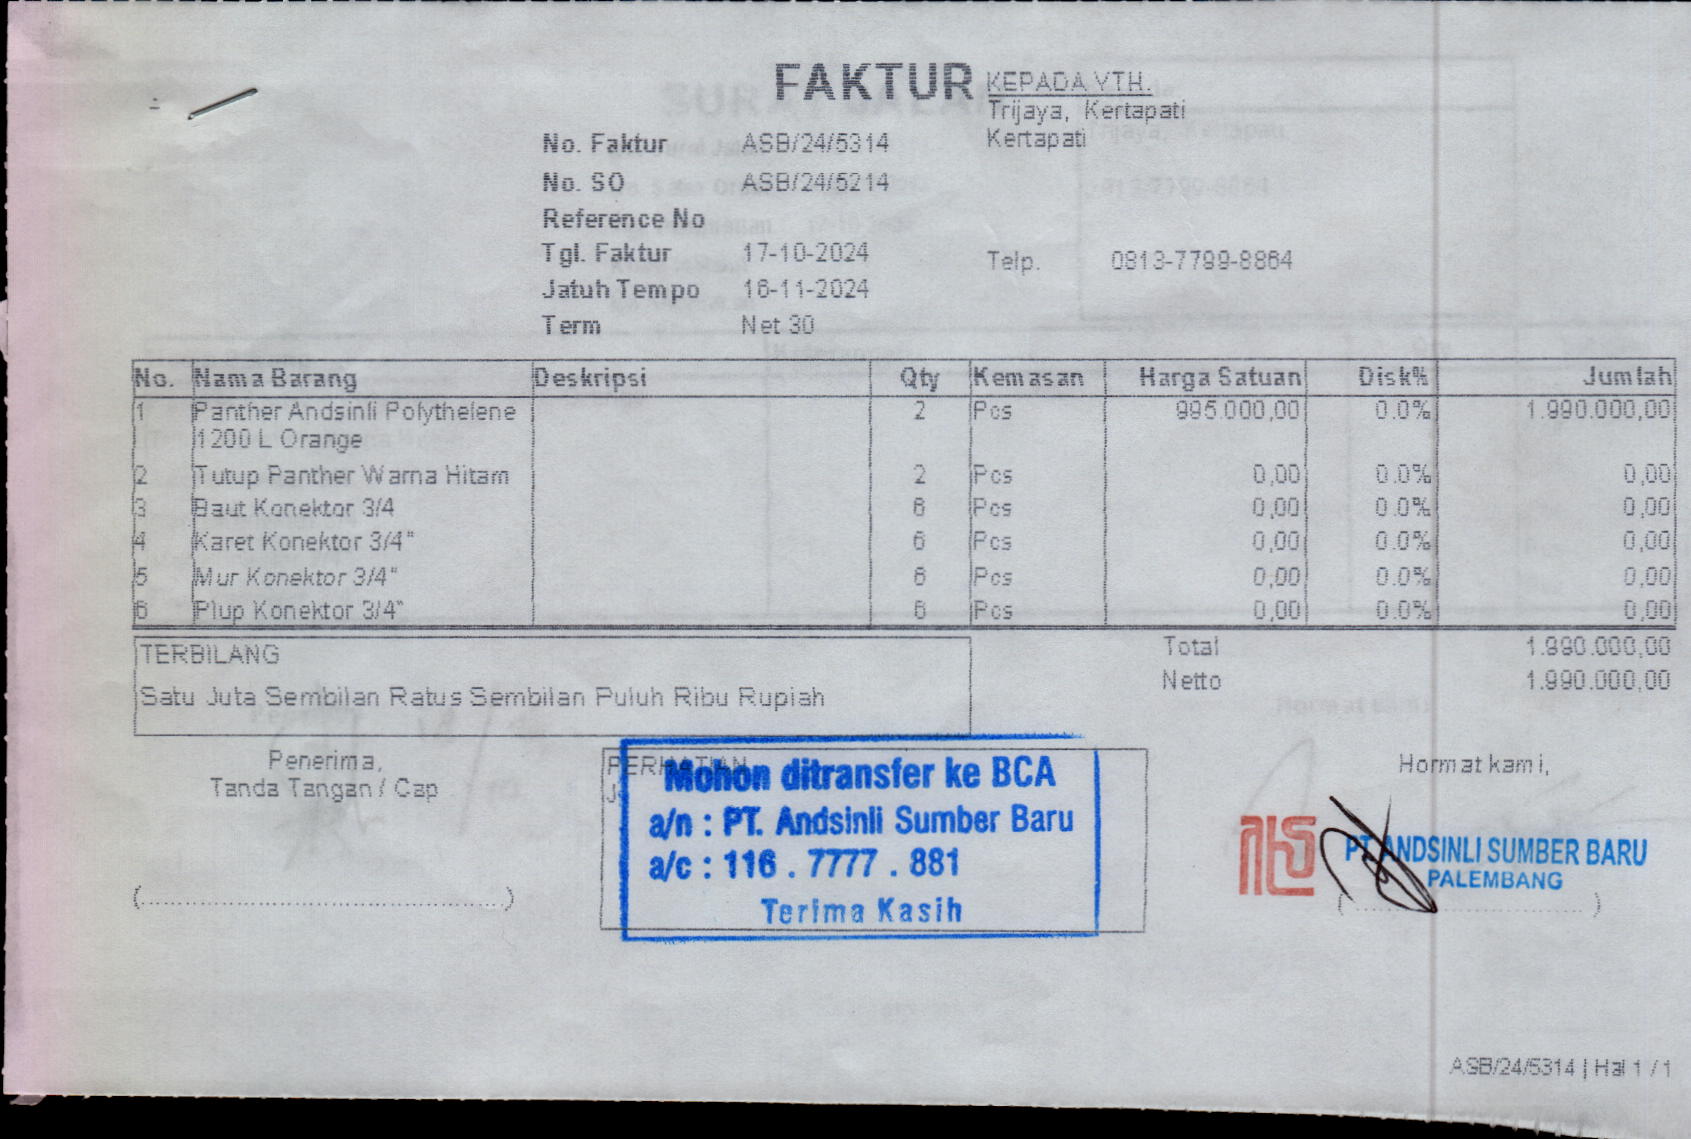 FAKTUR
KEPADA YTH.
Trijaya, Kertapati
Kertapati
No. Faktur ASB/24/5314
No. SO ASB/24/5214
Reference No
Tgl. Faktur 17-10-2024
Telp. 0813-7799-8864
Jatuh Tempo 16-11-2024
Term Net 30
No. Nama Barang Deskripsi Qty Kemasan Harga Satuan Disk% Jumlah
1 Panther Andsinli Polythelene 2 Pcs 995.000,00 0.0% 1.990.000,00
1200 L Orange
2 Tutup Panther Warna Hitam 2 Pcs 0,00 0.0% 0,00
3 Baut Konektor 3/4 6 Pcs 0,00 0.0% 0,00
4 Karet Konektor 3/4" 6 Pcs 0,00 0.0% 0,00
5 Mur Konektor 3/4" 6 Pcs 0,00 0.0% 0,00
6 Plup Konektor 3/4" 6 Pcs 0,00 0.0% 0,00
TERBILANG
Satu Juta Sembilan Ratus Sembilan Puluh Ribu Rupiah
Total 1.990.000,00
Netto 1.990.000,00
Penerima,
Tanda Tangan / Cap
PERHATIAN
Mohon ditransfer ke BCA
a/n : PT. Andsinli Sumber Baru
a/c : 116 . 7777 . 881
Terima Kasih
Hormat kami,
PT. ANDSINLI SUMBER BARU
PALEMBANG
ASB/24/5314 | Hal 1 / 1